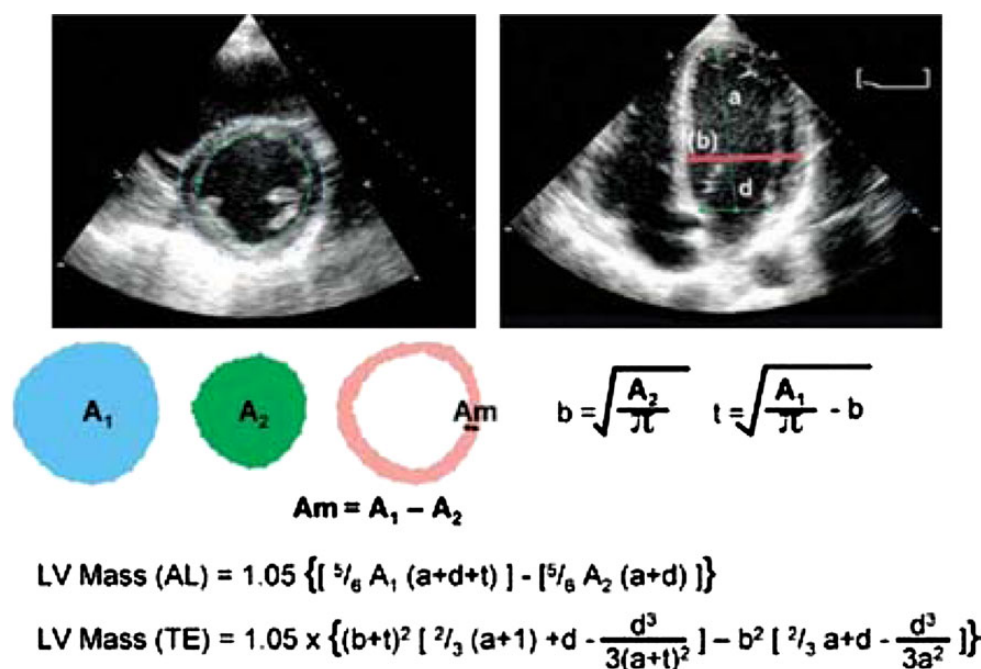 a
(b)
d
A₁ A₂ Am
b = √(A₂/π) t = √(A₁/π) - b
Am = A₁ – A₂
LV Mass (AL) = 1.05 {[ ⁵/₆ A₁ (a+d+t) ] - [⁵/₆ A₂ (a+d) ]}
LV Mass (TE) = 1.05 x {(b+t)² [ ²/₃ (a+1) +d - d³/3(a+t)² ] – b² [ ²/₃ a+d - d³/3a² ]}